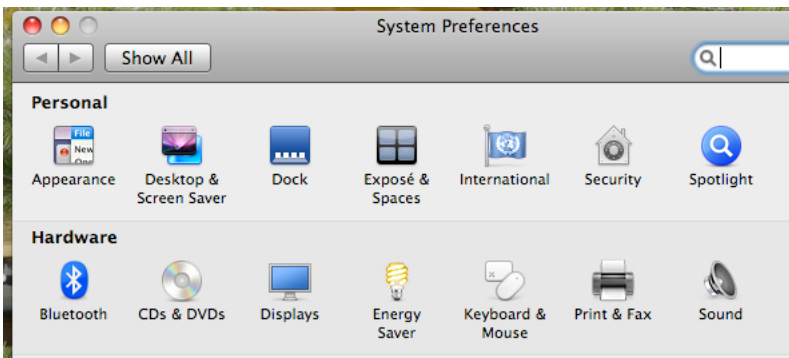 System Preferences
Show All
Personal
File
New
Appearance
Desktop &
Screen Saver
Dock
Exposé &
Spaces
International
Security
Spotlight
Hardware
Bluetooth
CDs & DVDs
Displays
Energy
Saver
Keyboard &
Mouse
Print & Fax
Sound